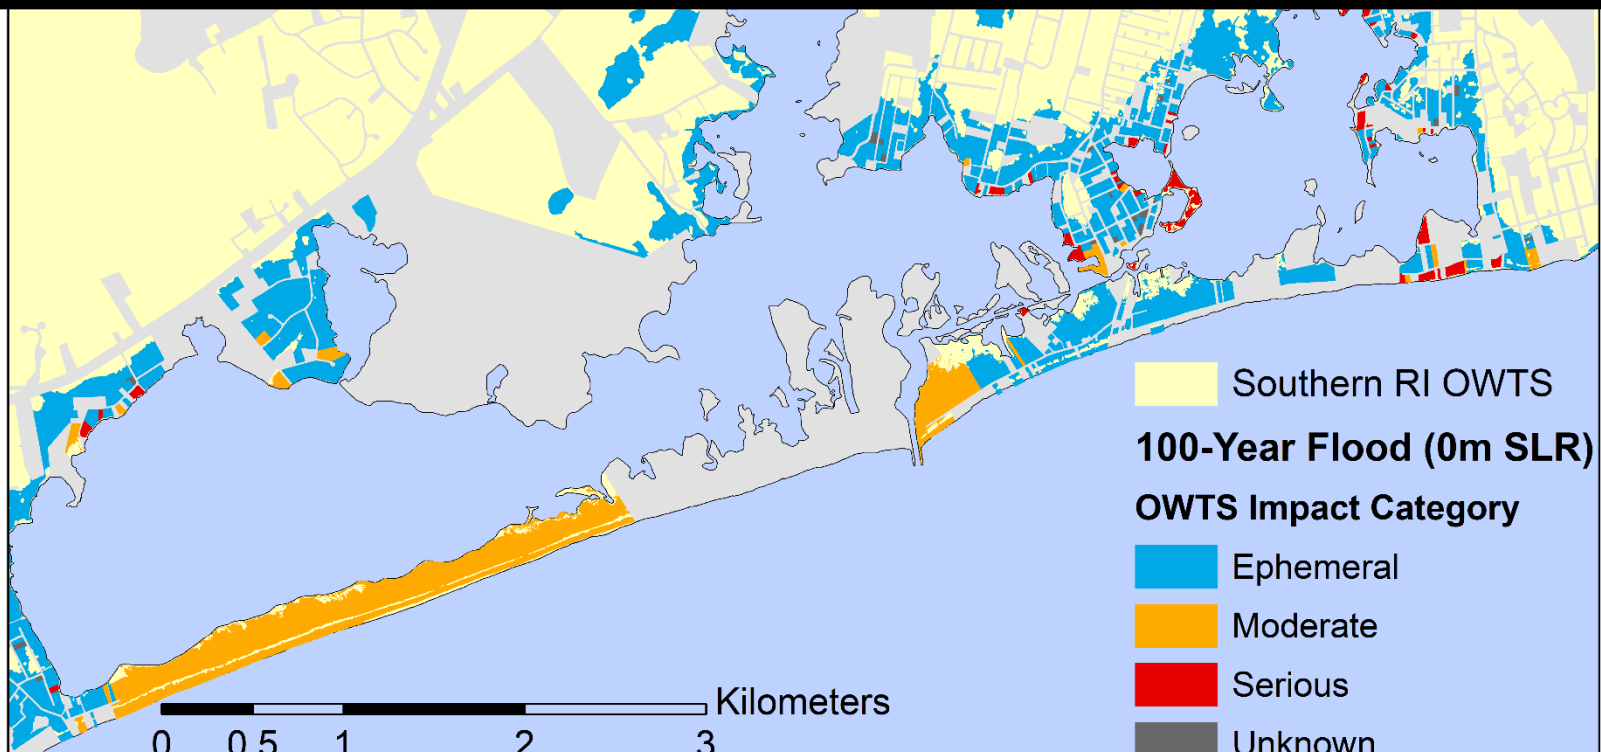 Southern RI OWTS
100-Year Flood (0m SLR)
OWTS Impact Category
Ephemeral
Moderate
Serious
Unknown
Kilometers
0 0.5 1 2 3